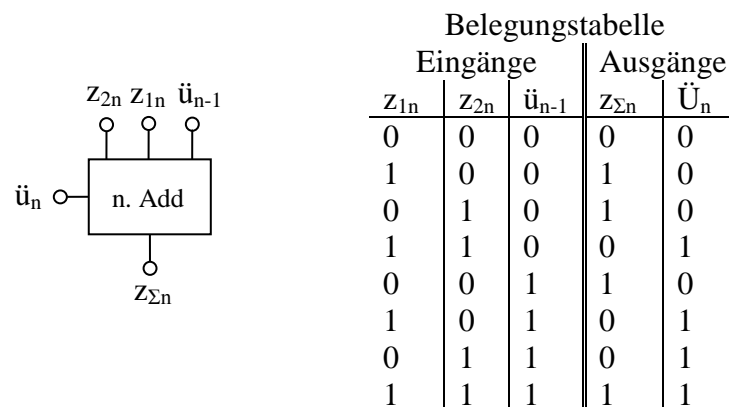 Belegungstabelle
Eingänge Ausgänge
z1n z2n ün-1 zΣn Ün
0 0 0 0 0
1 0 0 1 0
0 1 0 1 0
1 1 0 0 1
0 0 1 1 0
1 0 1 0 1
0 1 1 0 1
1 1 1 1 1
z2n z1n ün-1
ün n. Add
zΣn